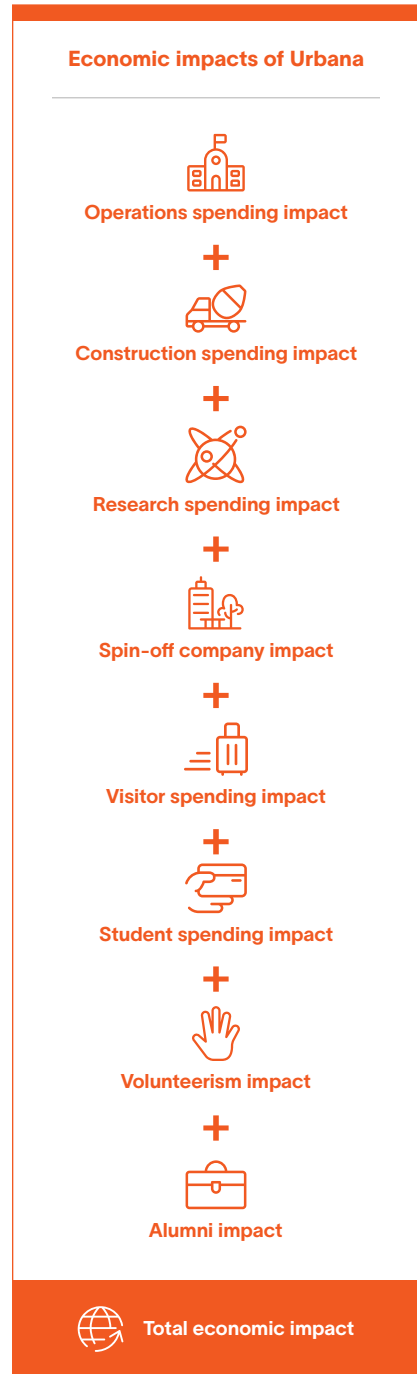 Economic impacts of Urbana
Operations spending impact
+
Construction spending impact
+
Research spending impact
+
Spin-off company impact
+
Visitor spending impact
+
Student spending impact
+
Volunteerism impact
+
Alumni impact
Total economic impact